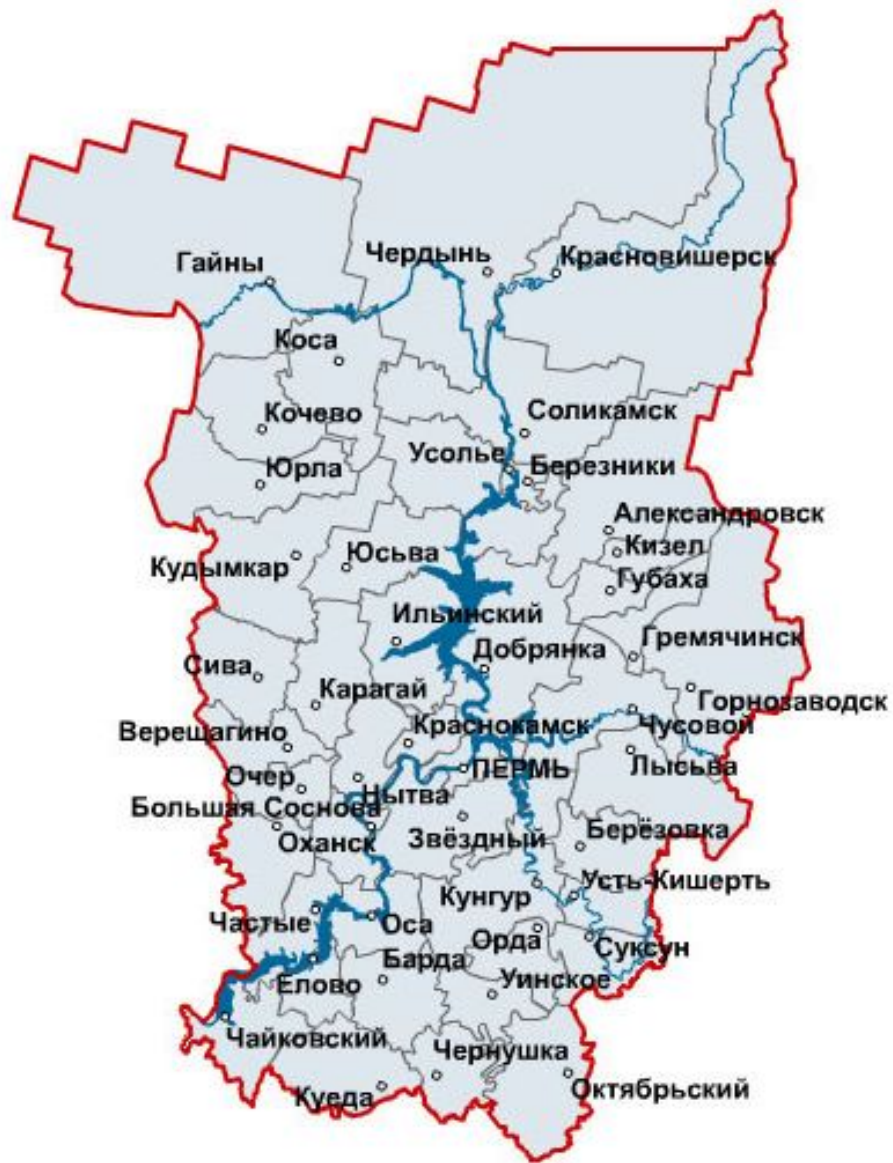 Чердынь
Красновишерск
Гайны
Коса
Кочево
Соликамск
Усолье
Березники
Юрла
Александровск
Кизел
Юсьва
Кудымкар
Губаха
Ильинский
Гремячинск
Добрянка
Сива
Карагай
Горнозаводск
Чусовой
Краснокамск
Верещагино
ПЕРМЬ
Лысьва
Очер
Нытва
Большая Соснова
Звёздный
Берёзовка
Оханск
Усть-Кишерть
Кунгур
Частые
Оса
Орда
Суксун
Барда
Уинское
Елово
Чайковский
Чернушка
Октябрьский
Куеда